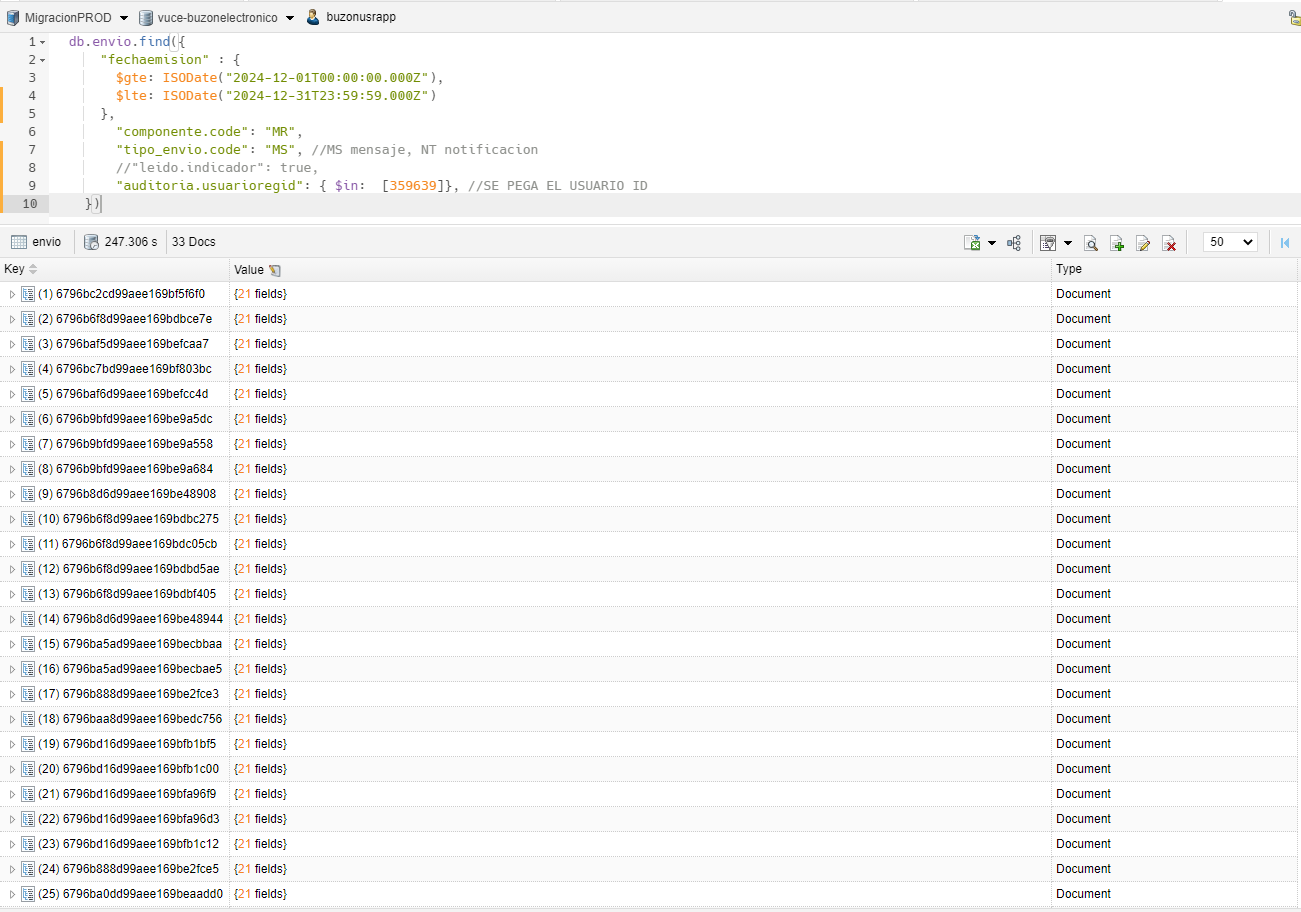 MigracionPROD vuce-buzonelectronico buzonusrapp
1 db.envio.find({
2 "fechaemision" : {
3 $gte: ISODate("2024-12-01T00:00:00.000Z"),
4 $lte: ISODate("2024-12-31T23:59:59.000Z")
5 },
6 "componente.code": "MR",
7 "tipo_envio.code": "MS", //MS mensaje, NT notificacion
8 //"leido.indicador": true,
9 "auditoria.usuarioregid": { $in: [359639]}, //SE PEGA EL USUARIO ID
10 })
envio 247.306 s 33 Docs 50
Key Value Type
(1) 6796bc2cd99aee169bf5f6f0 {21 fields} Document
(2) 6796b6f8d99aee169bdbce7e {21 fields} Document
(3) 6796baf5d99aee169befcaa7 {21 fields} Document
(4) 6796bc7bd99aee169bf803bc {21 fields} Document
(5) 6796baf6d99aee169befcc4d {21 fields} Document
(6) 6796b9bfd99aee169be9a5dc {21 fields} Document
(7) 6796b9bfd99aee169be9a558 {21 fields} Document
(8) 6796b9bfd99aee169be9a684 {21 fields} Document
(9) 6796b8d6d99aee169be48908 {21 fields} Document
(10) 6796b6f8d99aee169bdbc275 {21 fields} Document
(11) 6796b6f8d99aee169bdc05cb {21 fields} Document
(12) 6796b6f8d99aee169bdbd5ae {21 fields} Document
(13) 6796b6f8d99aee169bdbf405 {21 fields} Document
(14) 6796b8d6d99aee169be48944 {21 fields} Document
(15) 6796ba5ad99aee169becbbaa {21 fields} Document
(16) 6796ba5ad99aee169becbae5 {21 fields} Document
(17) 6796b888d99aee169be2fce3 {21 fields} Document
(18) 6796baa8d99aee169bedc756 {21 fields} Document
(19) 6796bd16d99aee169bfb1bf5 {21 fields} Document
(20) 6796bd16d99aee169bfb1c00 {21 fields} Document
(21) 6796bd16d99aee169bfa96f9 {21 fields} Document
(22) 6796bd16d99aee169bfa96d3 {21 fields} Document
(23) 6796bd16d99aee169bfb1c12 {21 fields} Document
(24) 6796b888d99aee169be2fce5 {21 fields} Document
(25) 6796ba0dd99aee169beaadd0 {21 fields} Document